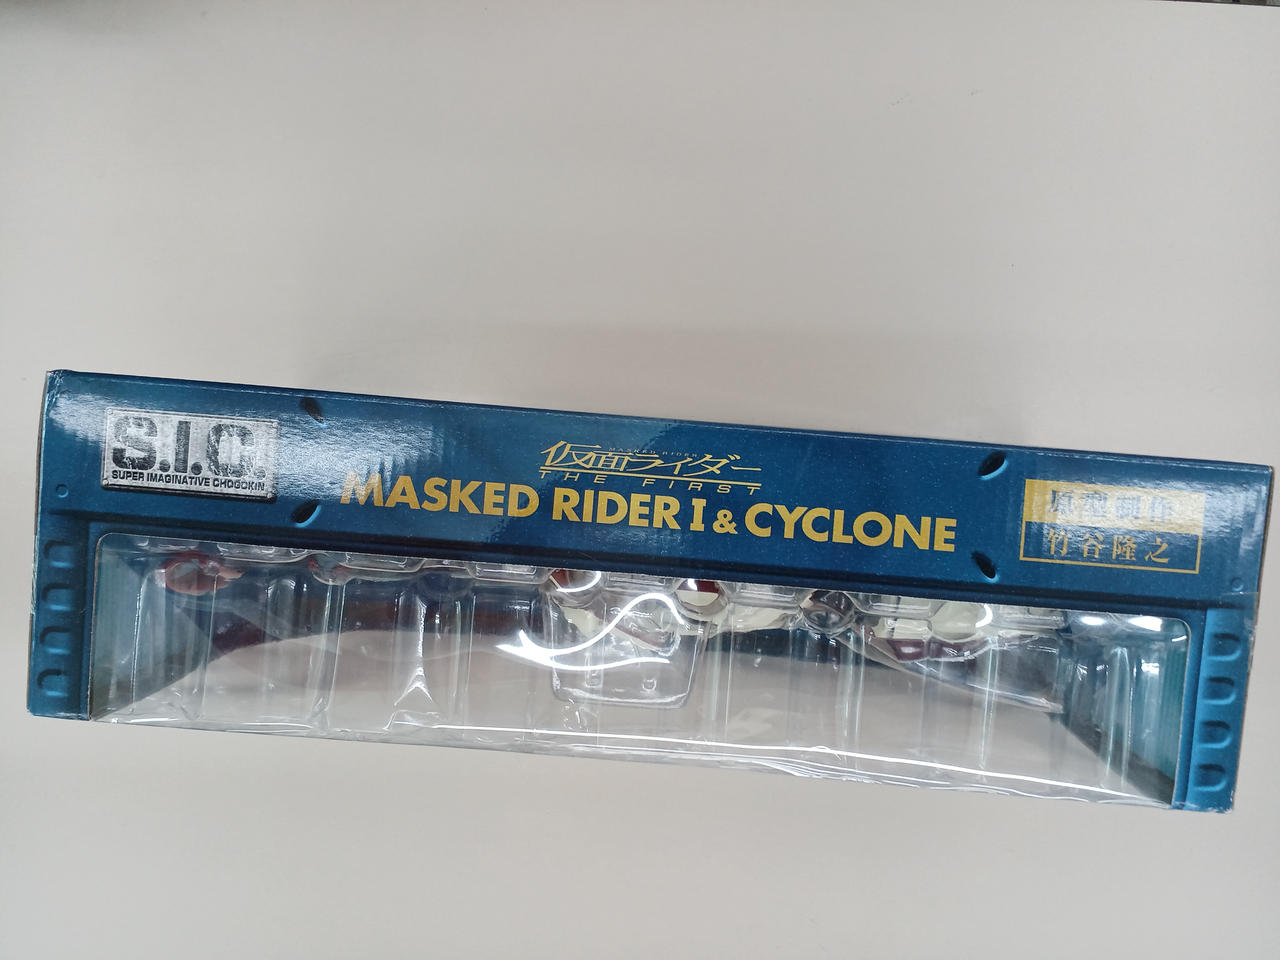 S.I.C.
SUPER IMAGINATIVE CHOGOKIN
MASKED RIDER
仮面ライダー
THE FIRST
MASKED RIDER I & CYCLONE
原型制作
竹谷隆之